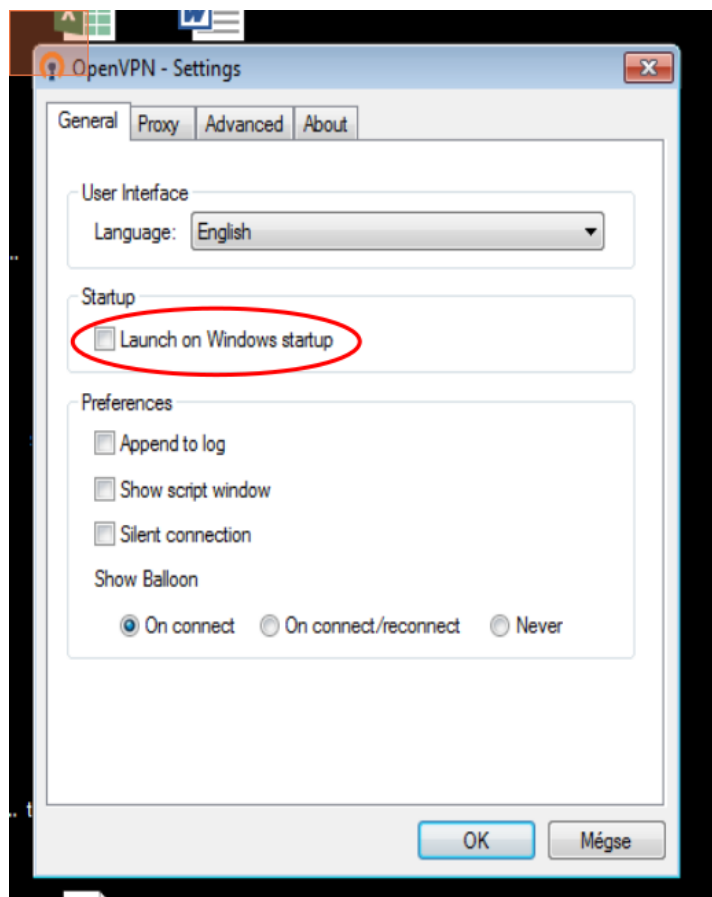 OpenVPN - Settings
General Proxy Advanced About
User Interface
Language: English
Startup
Launch on Windows startup
Preferences
Append to log
Show script window
Silent connection
Show Balloon
On connect On connect/reconnect Never
OK Mégse